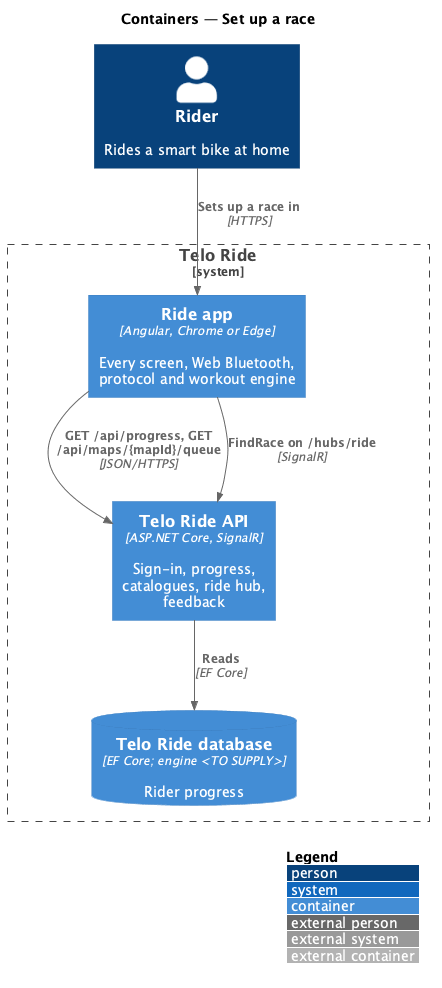 Containers — Set up a race
Rider
Rides a smart bike at home
Sets up a race in
[HTTPS]
Telo Ride
[system]
Ride app
[Angular, Chrome or Edge]
Every screen, Web Bluetooth,
protocol and workout engine
GET /api/progress, GET
/api/maps/{mapId}/queue
[JSON/HTTPS]
FindRace on /hubs/ride
[SignalR]
Telo Ride API
[ASP.NET Core, SignalR]
Sign-in, progress,
catalogues, ride hub,
feedback
Reads
[EF Core]
Telo Ride database
[EF Core; engine <TO SUPPLY>]
Rider progress
Legend
person
system
container
external person
external system
external container